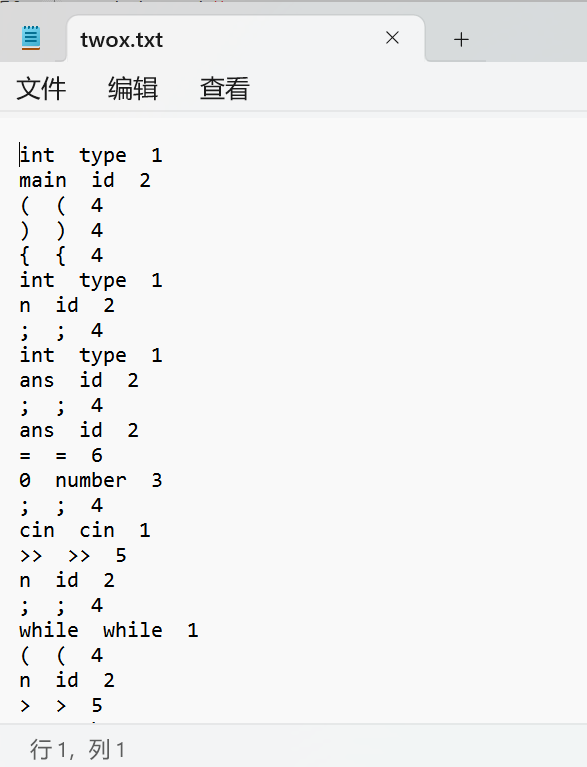 twox.txt
文件 编辑 查看
int type 1
main id 2
( ( 4
) ) 4
{ { 4
int type 1
n id 2
; ; 4
int type 1
ans id 2
; ; 4
ans id 2
= = 6
0 number 3
; ; 4
cin cin 1
>> >> 5
n id 2
; ; 4
while while 1
( ( 4
n id 2
> > 5
行 1, 列 1